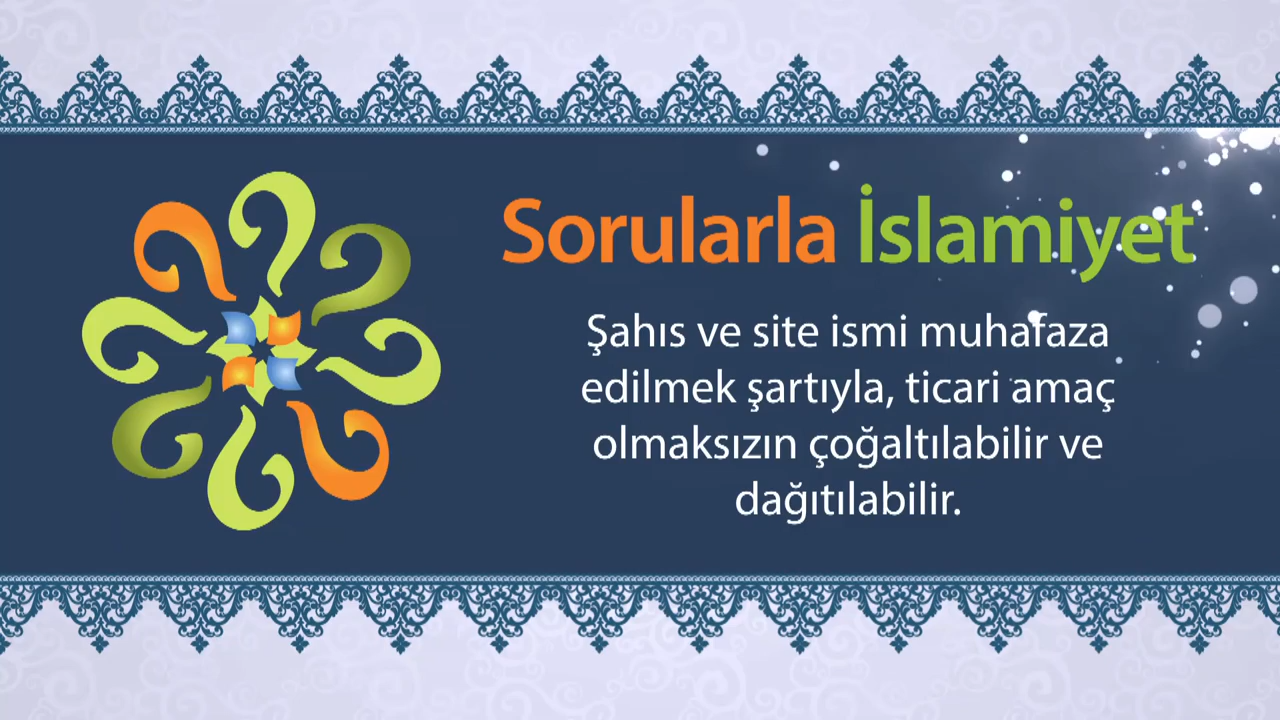 Sorularla İslamiyet
Şahıs ve site ismi muhafaza
edilmek şartıyla, ticari amaç
olmaksızın çoğaltılabilir ve
dağıtılabilir.